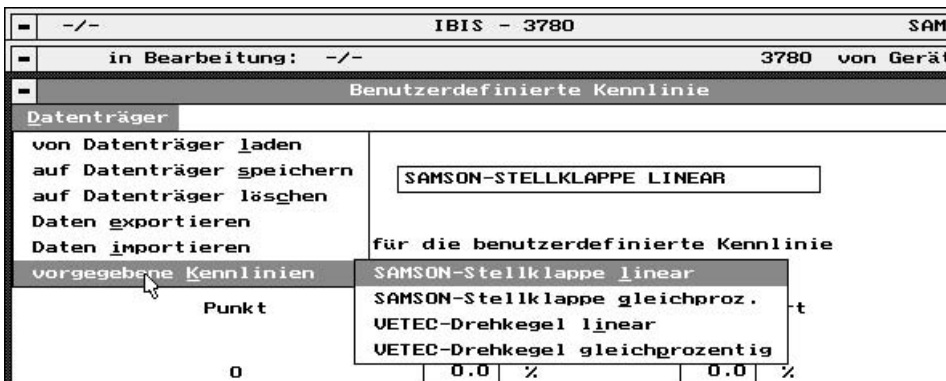 -/- IBIS - 3780 SAM
in Bearbeitung: -/- 3780 von Gerät
Benutzerdefinierte Kennlinie
Datenträger
von Datenträger laden
auf Datenträger speichern
SAMSON-STELLKLAPPE LINEAR
auf Datenträger löschen
Daten exportieren
Daten importieren
für die benutzerdefinierte Kennlinie
vorgegebene Kennlinien
SAMSON-Stellklappe linear
SAMSON-Stellklappe gleichproz.
Punkt
t
VETEC-Drehkegel linear
VETEC-Drehkegel gleichprozentig
0 0.0 % 0.0 %